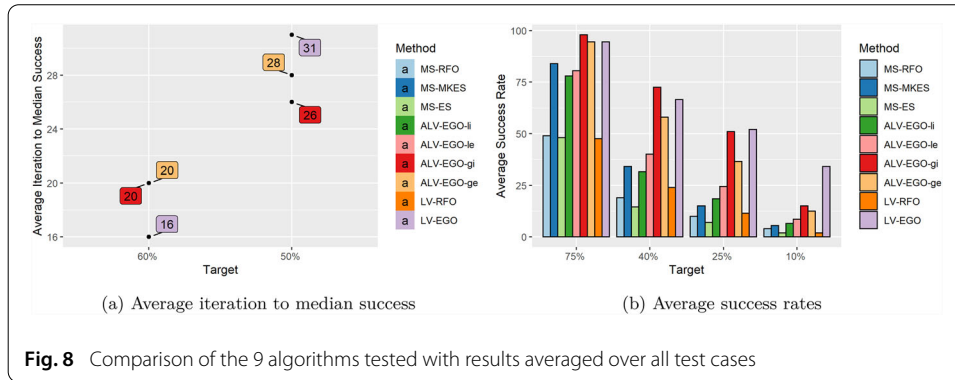 28
24
20
16
Average Iteration to Median Success
31
28
26
20
20
16
60%
50%
Target
Method
a MS-RFO
a MS-MKES
a MS-ES
a ALV-EGO-li
a ALV-EGO-le
a ALV-EGO-gi
a ALV-EGO-ge
a LV-RFO
a LV-EGO
(a) Average iteration to median success
100
75
50
25
0
Average Success Rate
75%
40%
25%
10%
Target
Method
MS-RFO
MS-MKES
MS-ES
ALV-EGO-li
ALV-EGO-le
ALV-EGO-gi
ALV-EGO-ge
LV-RFO
LV-EGO
(b) Average success rates
Fig. 8 Comparison of the 9 algorithms tested with results averaged over all test cases